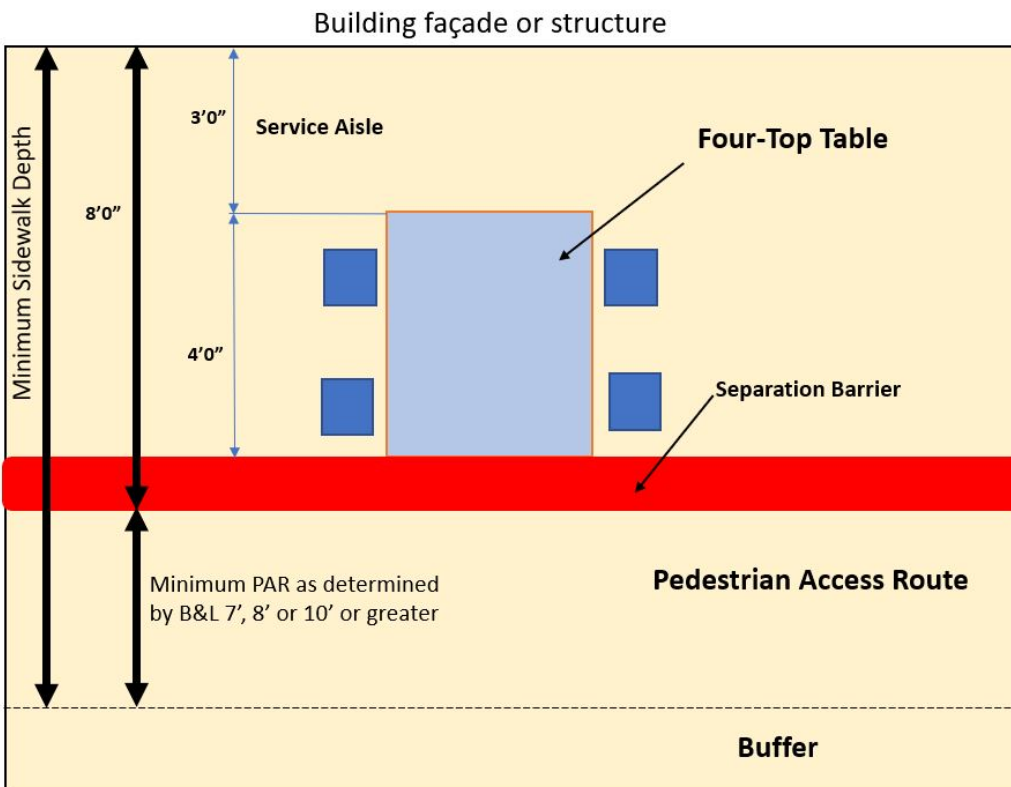 Building façade or structure
3’0”
Service Aisle
Four-Top Table
Minimum Sidewalk Depth
8’0”
4’0”
Separation Barrier
Minimum PAR as determined
by B&L 7’, 8’ or 10’ or greater
Pedestrian Access Route
Buffer